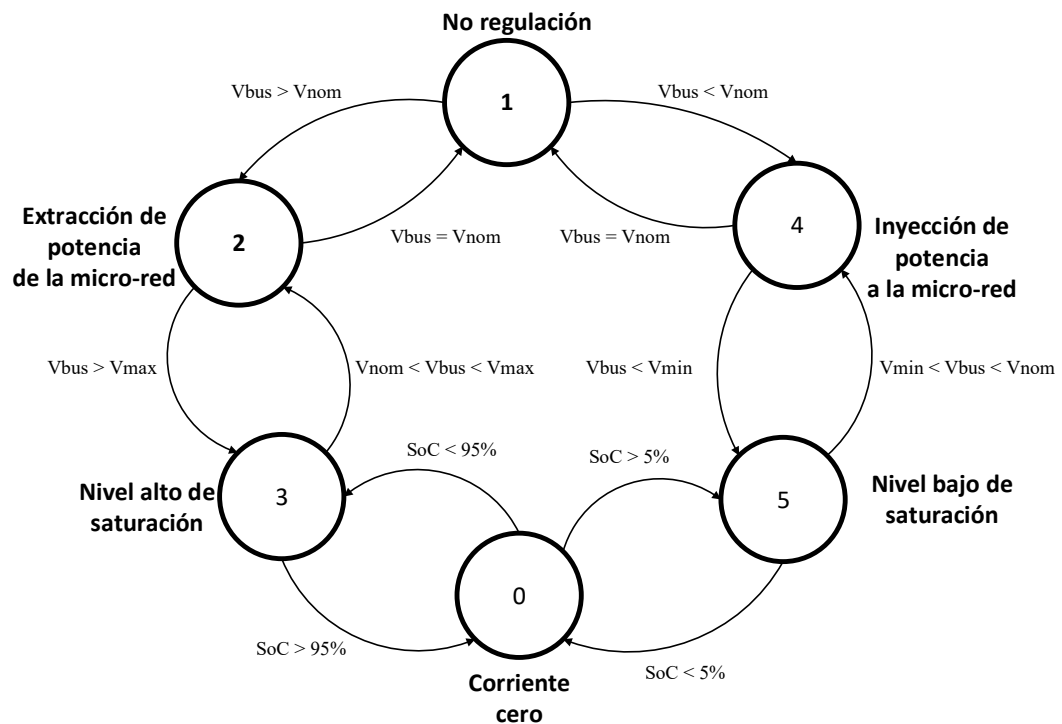 No regulación
1
Vbus > Vnom
Vbus < Vnom
Extracción de
potencia
de la micro-red
2
Vbus = Vnom
Vbus = Vnom
4
Inyección de
potencia
a la micro-red
Vbus > Vmax
Vnom < Vbus < Vmax
Vbus < Vmin
Vmin < Vbus < Vnom
Nivel alto de
saturación
3
SoC < 95%
SoC > 5%
5
Nivel bajo de
saturación
0
SoC > 95%
SoC < 5%
Corriente
cero